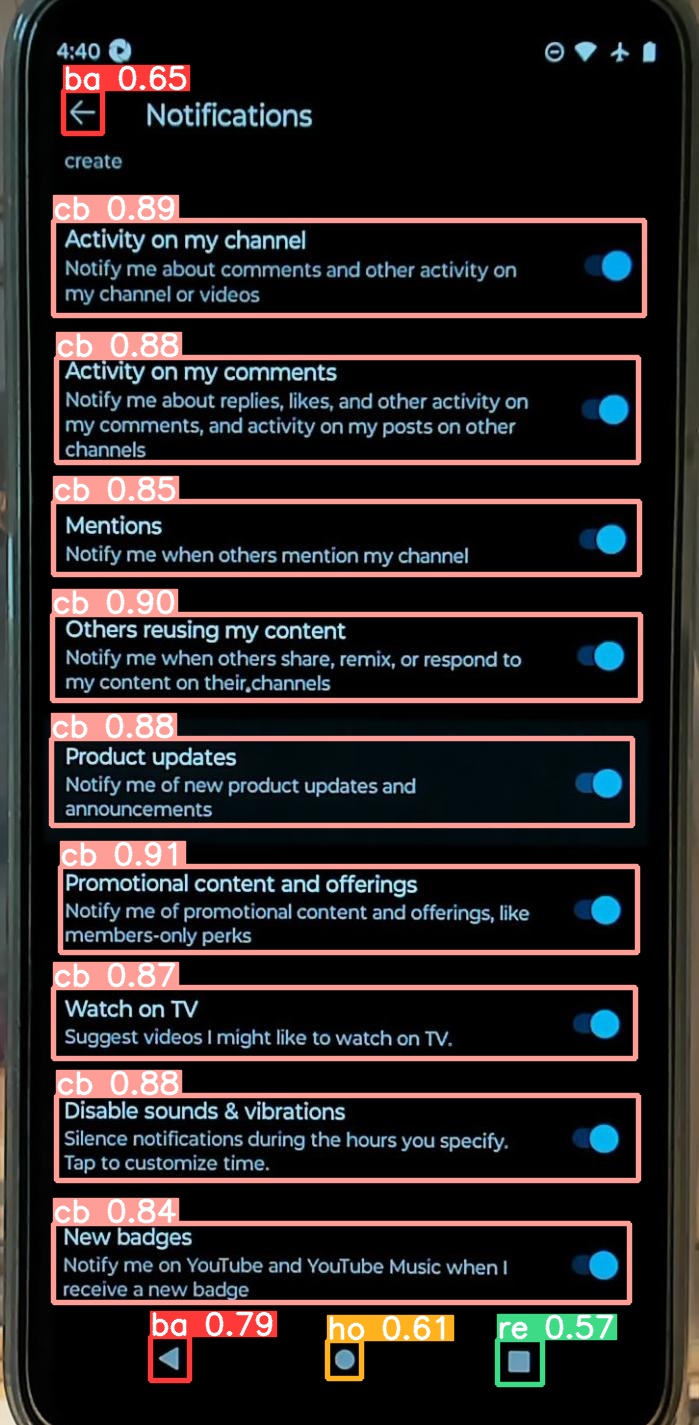 4:40
ba 0.65
Notifications
create
cb 0.89
Activity on my channel
Notify me about comments and other activity on
my channel or videos
cb 0.88
Activity on my comments
Notify me about replies, likes, and other activity on
my comments, and activity on my posts on other
channels
cb 0.85
Mentions
Notify me when others mention my channel
cb 0.90
Others reusing my content
Notify me when others share, remix, or respond to
my content on their channels
cb 0.88
Product updates
Notify me of new product updates and
announcements
cb 0.91
Promotional content and offerings
Notify me of promotional content and offerings, like
members-only perks
cb 0.87
Watch on TV
Suggest videos I might like to watch on TV.
cb 0.88
Disable sounds & vibrations
Silence notifications during the hours you specify.
Tap to customize time.
cb 0.84
New badges
Notify me on YouTube and YouTube Music when I
receive a new badge
ba 0.79
ho 0.61
re 0.57